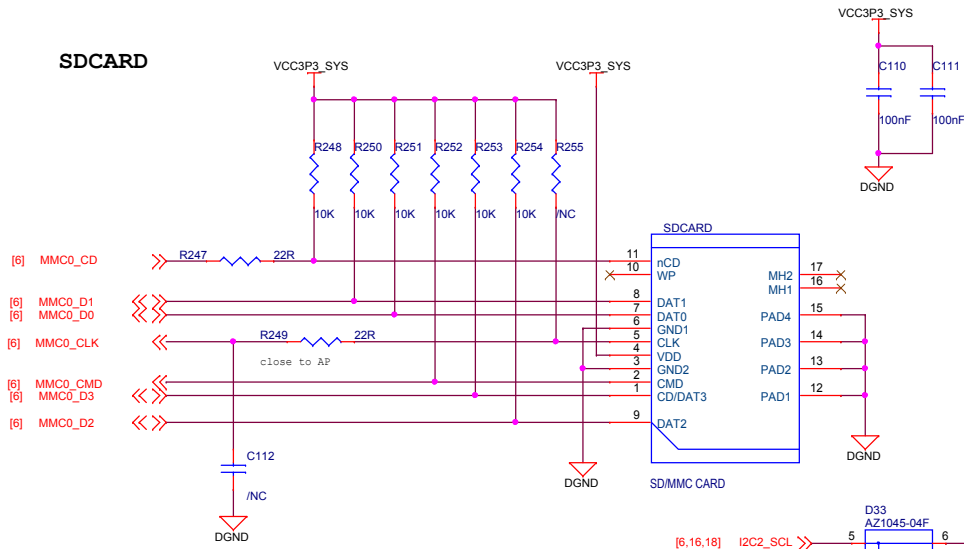 SDCARD
VCC3P3_SYS
VCC3P3_SYS
VCC3P3_SYS
C110
C111
100nF
100nF
DGND
R248
R250
R251
R252
R253
R254
R255
10K
10K
10K
10K
10K
10K
/NC
SDCARD
[6] MMC0_CD
R247
22R
11 nCD
10 WP
MH2 17
MH1 16
[6] MMC0_D1
8 DAT1
[6] MMC0_D0
7 DAT0
PAD4 15
6 GND1
[6] MMC0_CLK
R249
22R
5 CLK
PAD3 14
close to AP
4 VDD
3 GND2
PAD2 13
[6] MMC0_CMD
2 CMD
[6] MMC0_D3
1 CD/DAT3
PAD1 12
[6] MMC0_D2
9 DAT2
C112
/NC
DGND
DGND
SD/MMC CARD
DGND
D33
AZ1045-04F
[6,16,18] I2C2_SCL
5
6